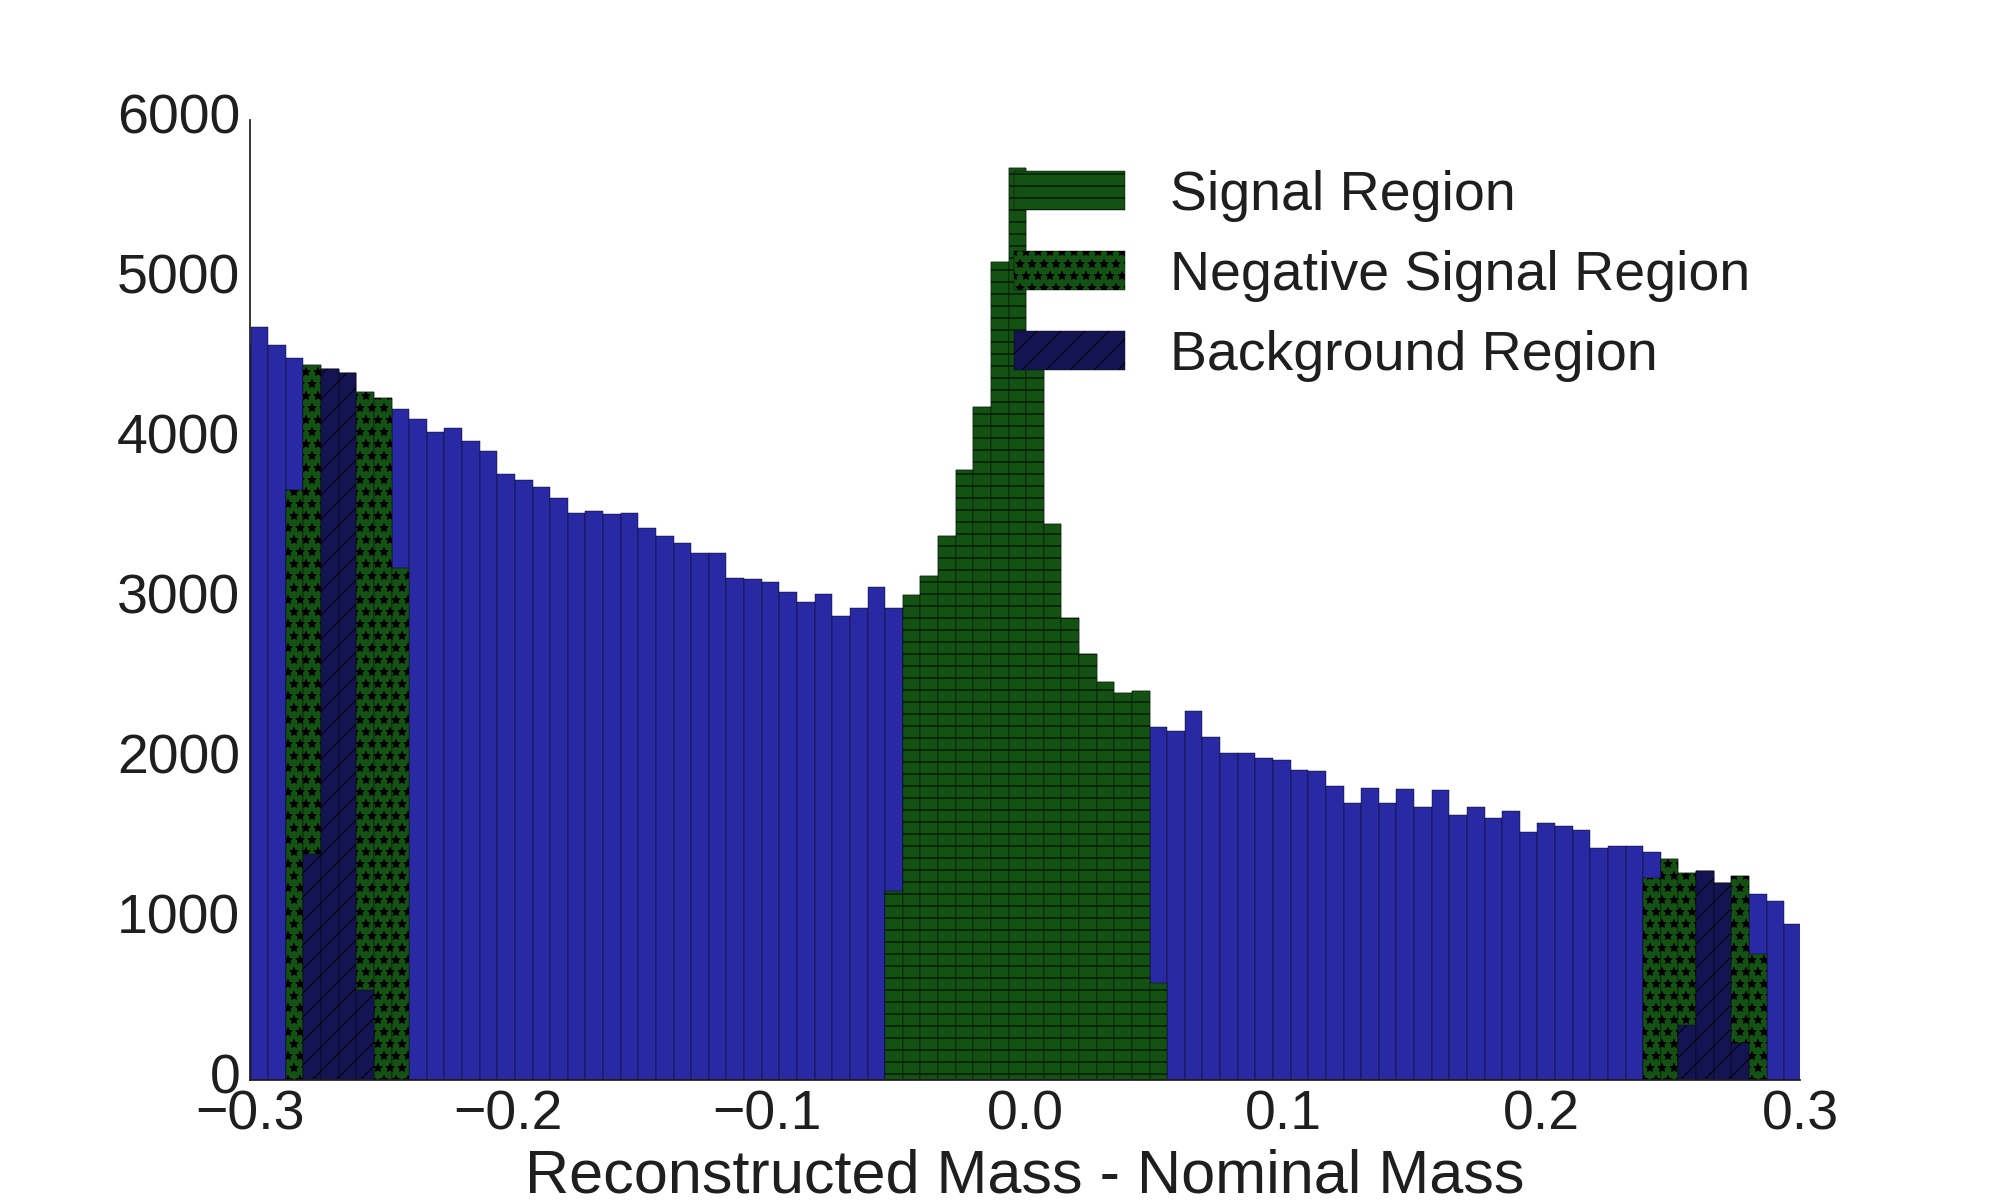 6000
5000
4000
3000
2000
1000
0
Signal Region
Negative Signal Region
Background Region
−0.3 −0.2 −0.1 0.0 0.1 0.2 0.3
Reconstructed Mass - Nominal Mass